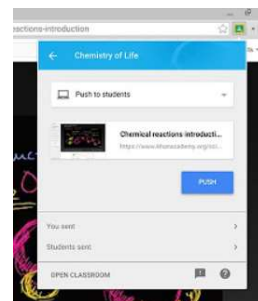 eactions-introduction
Chemistry of Life
Push to students
Chemical reactions introducti...
https://www.khanacademy.org/sci...
PUSH
You sent
Students sent
OPEN CLASSROOM